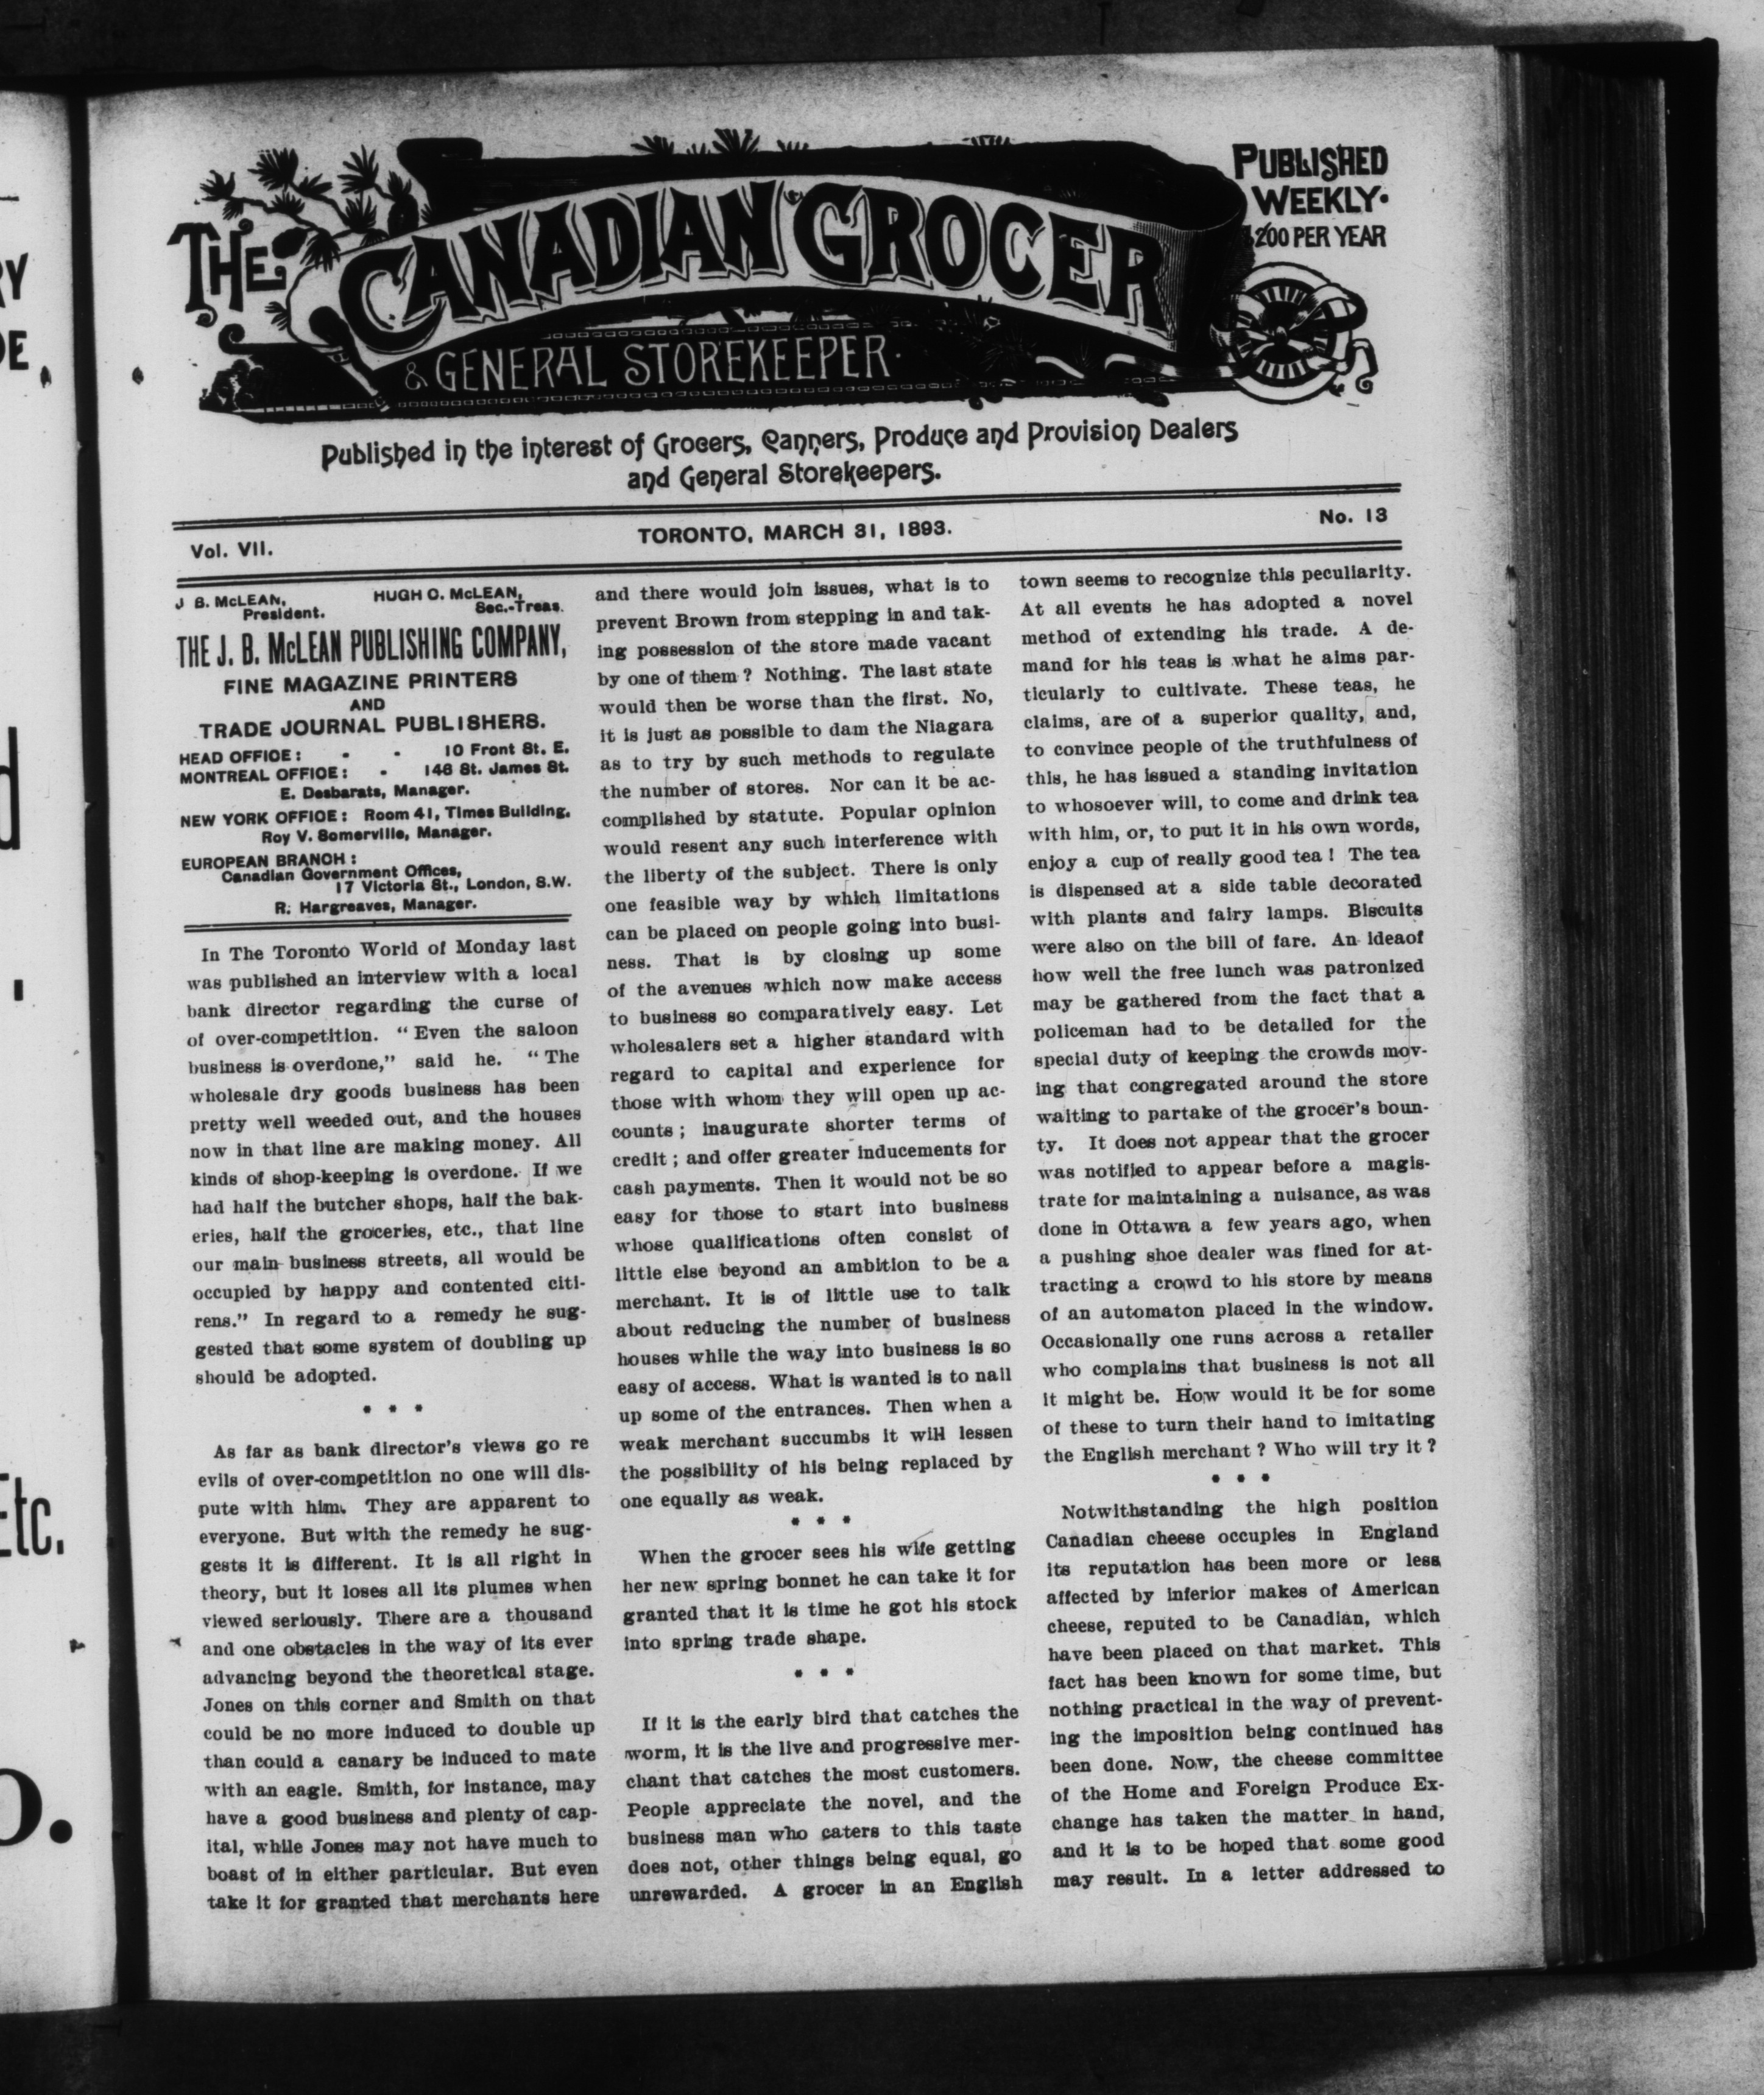 RY
DE
d
Etc.
o.
THE CANADIAN GROCER
& GENERAL STOREKEEPER.
PUBLISHED
WEEKLY.
$200 PER YEAR
Published in the interest of Grocers, Canners, Produce and Provision Dealers
and General Storekeepers.
Vol. VII.
TORONTO, MARCH 31, 1893.
No. 13
J B. McLEAN,
President.
HUGH C. McLEAN,
Sec.-Treas.
THE J. B. McLEAN PUBLISHING COMPANY,
FINE MAGAZINE PRINTERS
AND
TRADE JOURNAL PUBLISHERS.
HEAD OFFICE: - - 10 Front St. E.
MONTREAL OFFICE: - 146 St. James St.
E. Desbarats, Manager.
NEW YORK OFFICE: Room 41, Times Building.
Roy V. Somerville, Manager.
EUROPEAN BRANCH:
Canadian Government Offices,
17 Victoria St., London, S.W.
R. Hargreaves, Manager.
In The Toronto World of Monday last
was published an interview with a local
bank director regarding the curse of
of over-competition. "Even the saloon
business is overdone," said he. "The
wholesale dry goods business has been
pretty well weeded out, and the houses
now in that line are making money. All
kinds of shop-keeping is overdone. If we
had half the butcher shops, half the bak-
eries, half the groceries, etc., that line
our main business streets, all would be
occupied by happy and contented citi-
rens." In regard to a remedy he sug-
gested that some system of doubling up
should be adopted.
* * *
As far as bank director's views go re
evils of over-competition no one will dis-
pute with him. They are apparent to
everyone. But with the remedy he sug-
gests it is different. It is all right in
theory, but it loses all its plumes when
viewed seriously. There are a thousand
and one obstacles in the way of its ever
advancing beyond the theoretical stage.
Jones on this corner and Smith on that
could be no more induced to double up
than could a canary be induced to mate
with an eagle. Smith, for instance, may
have a good business and plenty of cap-
ital, while Jones may not have much to
boast of in either particular. But even
take it for granted that merchants here
and there would join issues, what is to
prevent Brown from stepping in and tak-
ing possession of the store made vacant
by one of them? Nothing. The last state
would then be worse than the first. No,
it is just as possible to dam the Niagara
as to try by such methods to regulate
the number of stores. Nor can it be ac-
complished by statute. Popular opinion
would resent any such interference with
the liberty of the subject. There is only
one feasible way by which limitations
can be placed on people going into busi-
ness. That is by closing up some
of the avenues which now make access
to business so comparatively easy. Let
wholesalers set a higher standard with
regard to capital and experience for
those with whom they will open up ac-
counts; inaugurate shorter terms of
credit; and offer greater inducements for
cash payments. Then it would not be so
easy for those to start into business
whose qualifications often consist of
little else beyond an ambition to be a
merchant. It is of little use to talk
about reducing the number of business
houses while the way into business is so
easy of access. What is wanted is to nail
up some of the entrances. Then when a
weak merchant succumbs it will lessen
the possibility of his being replaced by
one equally as weak.
* * *
When the grocer sees his wife getting
her new spring bonnet he can take it for
granted that it is time he got his stock
into spring trade shape.
* * *
If it is the early bird that catches the
worm, it is the live and progressive mer-
chant that catches the most customers.
People appreciate the novel, and the
business man who caters to this taste
does not, other things being equal, go
unrewarded. A grocer in an English
town seems to recognize this peculiarity.
At all events he has adopted a novel
method of extending his trade. A de-
mand for his teas is what he aims par-
ticularly to cultivate. These teas, he
claims, are of a superior quality, and,
to convince people of the truthfulness of
this, he has issued a standing invitation
to whosoever will, to come and drink tea
with him, or, to put it in his own words,
enjoy a cup of really good tea! The tea
is dispensed at a side table decorated
with plants and fairy lamps. Biscuits
were also on the bill of fare. An ideaof
how well the free lunch was patronized
may be gathered from the fact that a
policeman had to be detailed for the
special duty of keeping the crowds mov-
ing that congregated around the store
waiting to partake of the grocer's boun-
ty. It does not appear that the grocer
was notified to appear before a magis-
trate for maintaining a nuisance, as was
done in Ottawa a few years ago, when
a pushing shoe dealer was fined for at-
tracting a crowd to his store by means
of an automaton placed in the window.
Occasionally one runs across a retailer
who complains that business is not all
it might be. How would it be for some
of these to turn their hand to imitating
the English merchant? Who will try it?
* * *
Notwithstanding the high position
Canadian cheese occupies in England
its reputation has been more or less
affected by inferior makes of American
cheese, reputed to be Canadian, which
have been placed on that market. This
fact has been known for some time, but
nothing practical in the way of prevent-
ing the imposition being continued has
been done. Now, the cheese committee
of the Home and Foreign Produce Ex-
change has taken the matter in hand,
and it is to be hoped that some good
may result. In a letter addressed to